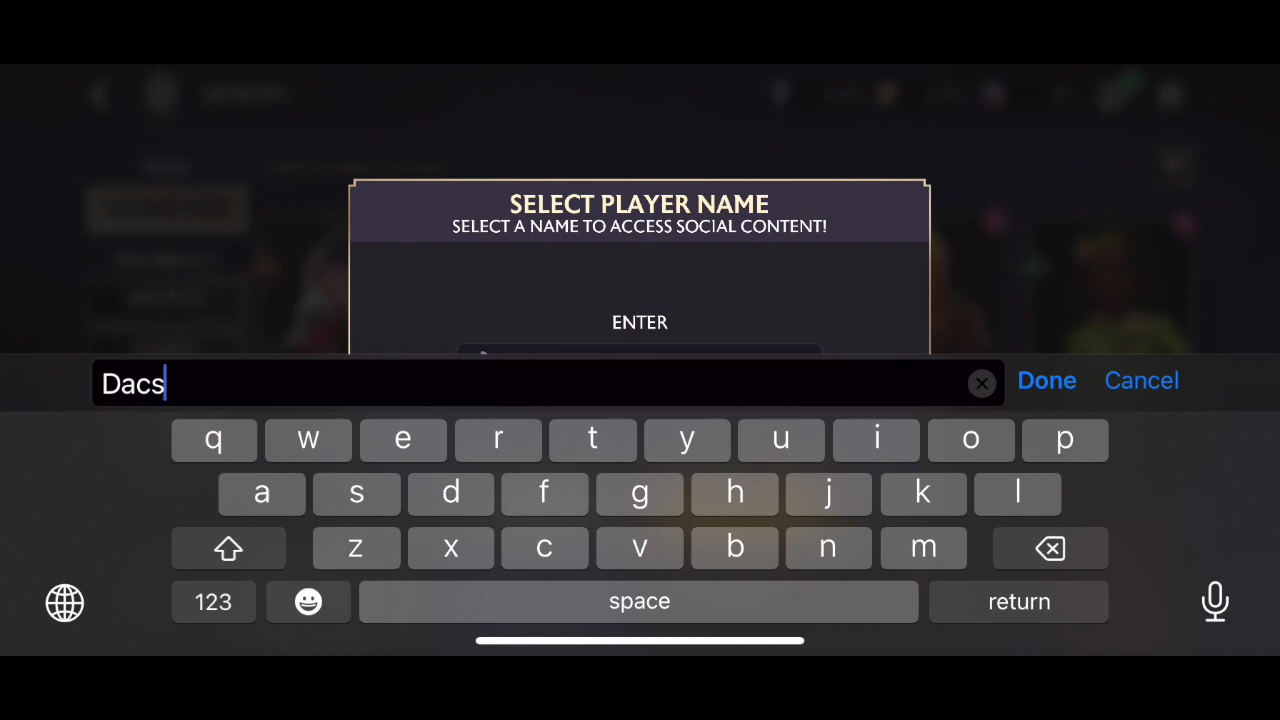 SELECT PLAYER NAME
SELECT A NAME TO ACCESS SOCIAL CONTENT!
ENTER
Dacs
Done Cancel
q w e r t y u i o p
a s d f g h j k l
z x c v b n m
123 space return